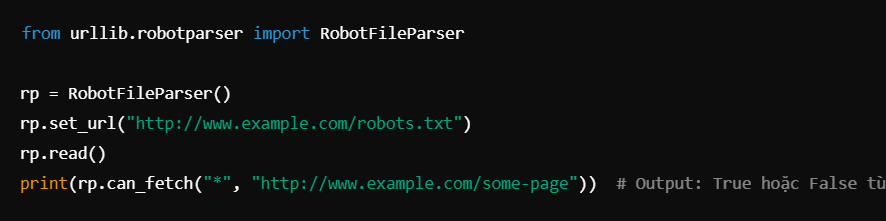 from urllib.robotparser import RobotFileParser
rp = RobotFileParser()
rp.set_url("http://www.example.com/robots.txt")
rp.read()
print(rp.can_fetch("*", "http://www.example.com/some-page"))  # Output: True hoặc False tù